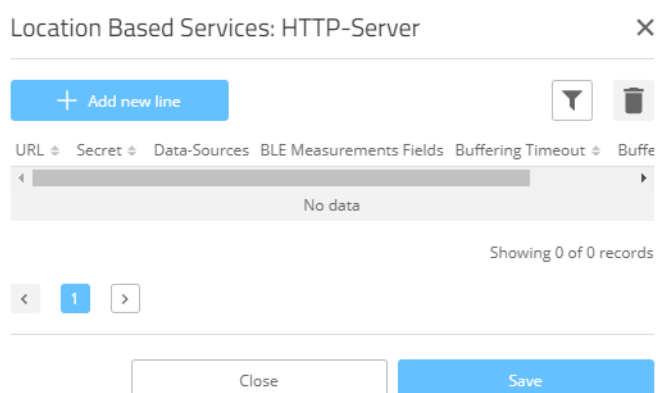 Location Based Services: HTTP-Server
Add new line
URL Secret Data-Sources BLE Measurements Fields Buffering Timeout Buffe
No data
Showing 0 of 0 records
1
Close Save